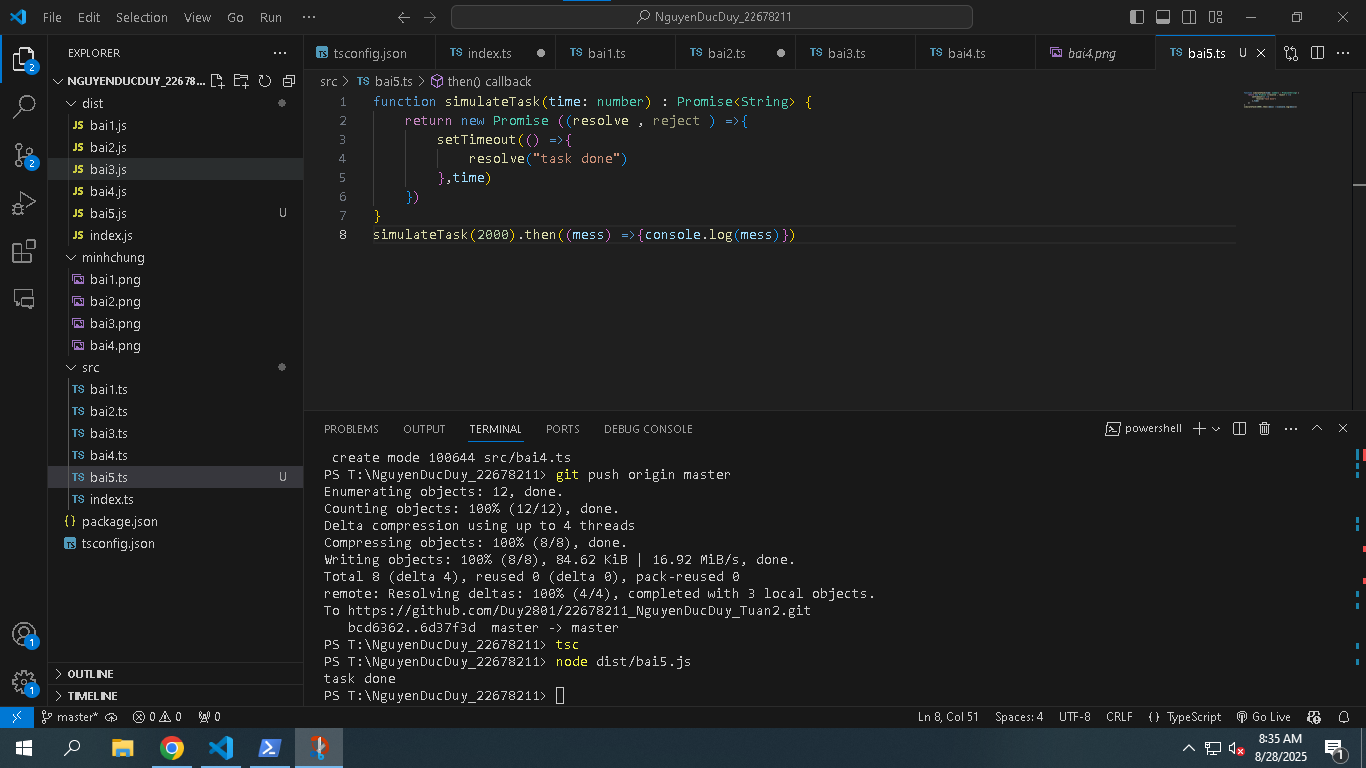 File Edit Selection View Go Run ···
NguyenDucDuy_22678211
EXPLORER
NGUYENDUCDUY_22678...
dist
JS bai1.js
JS bai2.js
JS bai3.js
JS bai4.js
JS bai5.js U
JS index.js
minhchung
bai1.png
bai2.png
bai3.png
bai4.png
src
TS bai1.ts
TS bai2.ts
TS bai3.ts
TS bai4.ts
TS bai5.ts U
TS index.ts
{} package.json
TS tsconfig.json
OUTLINE
TIMELINE
2
2
1
1
TS tsconfig.json TS index.ts TS bai1.ts TS bai2.ts TS bai3.ts TS bai4.ts bai4.png TS bai5.ts U
src > TS bai5.ts > then() callback
1 function simulateTask(time: number) : Promise<String> {
2 return new Promise ((resolve , reject ) =>{
3 setTimeout(() =>{
4 resolve("task done")
5 },time)
6 })
7 }
8 simulateTask(2000).then((mess) =>{console.log(mess)})
PROBLEMS OUTPUT TERMINAL PORTS DEBUG CONSOLE
powershell
create mode 100644 src/bai4.ts
PS T:\NguyenDucDuy_22678211> git push origin master
Enumerating objects: 12, done.
Counting objects: 100% (12/12), done.
Delta compression using up to 4 threads
Compressing objects: 100% (8/8), done.
Writing objects: 100% (8/8), 84.62 KiB | 16.92 MiB/s, done.
Total 8 (delta 4), reused 0 (delta 0), pack-reused 0
remote: Resolving deltas: 100% (4/4), completed with 3 local objects.
To https://github.com/Duy2801/22678211_NguyenDucDuy_Tuan2.git
bcd6362..6d37f3d master -> master
PS T:\NguyenDucDuy_22678211> tsc
PS T:\NguyenDucDuy_22678211> node dist/bai5.js
task done
PS T:\NguyenDucDuy_22678211>
master* 0 0 0 Ln 8, Col 51 Spaces: 4 UTF-8 CRLF {} TypeScript Go Live
8:35 AM
8/28/2025
1